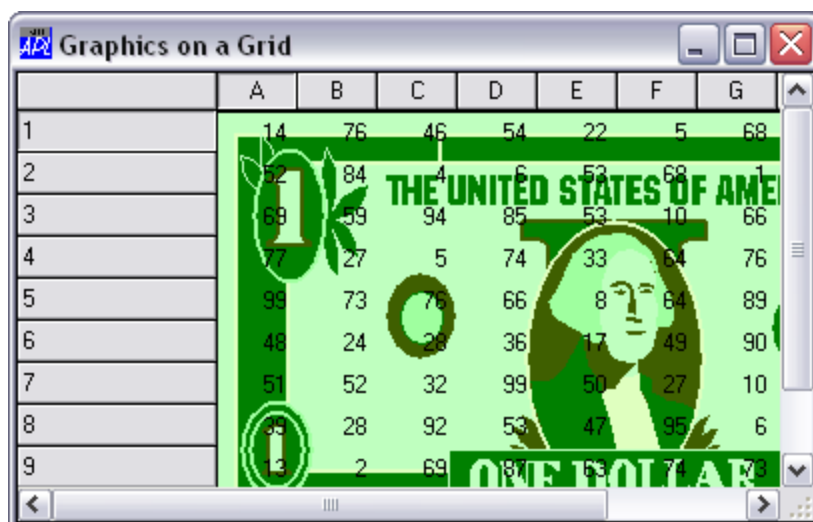 APL Graphics on a Grid
A B C D E F G
1 14 76 46 54 22 5 68
2 52 84 4 6 53 68 1
THE UNITED STATES OF AME
3 69 59 94 85 53 10 66
1
4 77 27 5 74 33 64 76
5 99 73 76 66 8 64 89
6 48 24 28 36 17 49 90
7 51 52 32 99 50 27 10
8 39 28 92 53 47 95 6
1
9 13 2 69 87 63 74 73
ONE DOLLAR